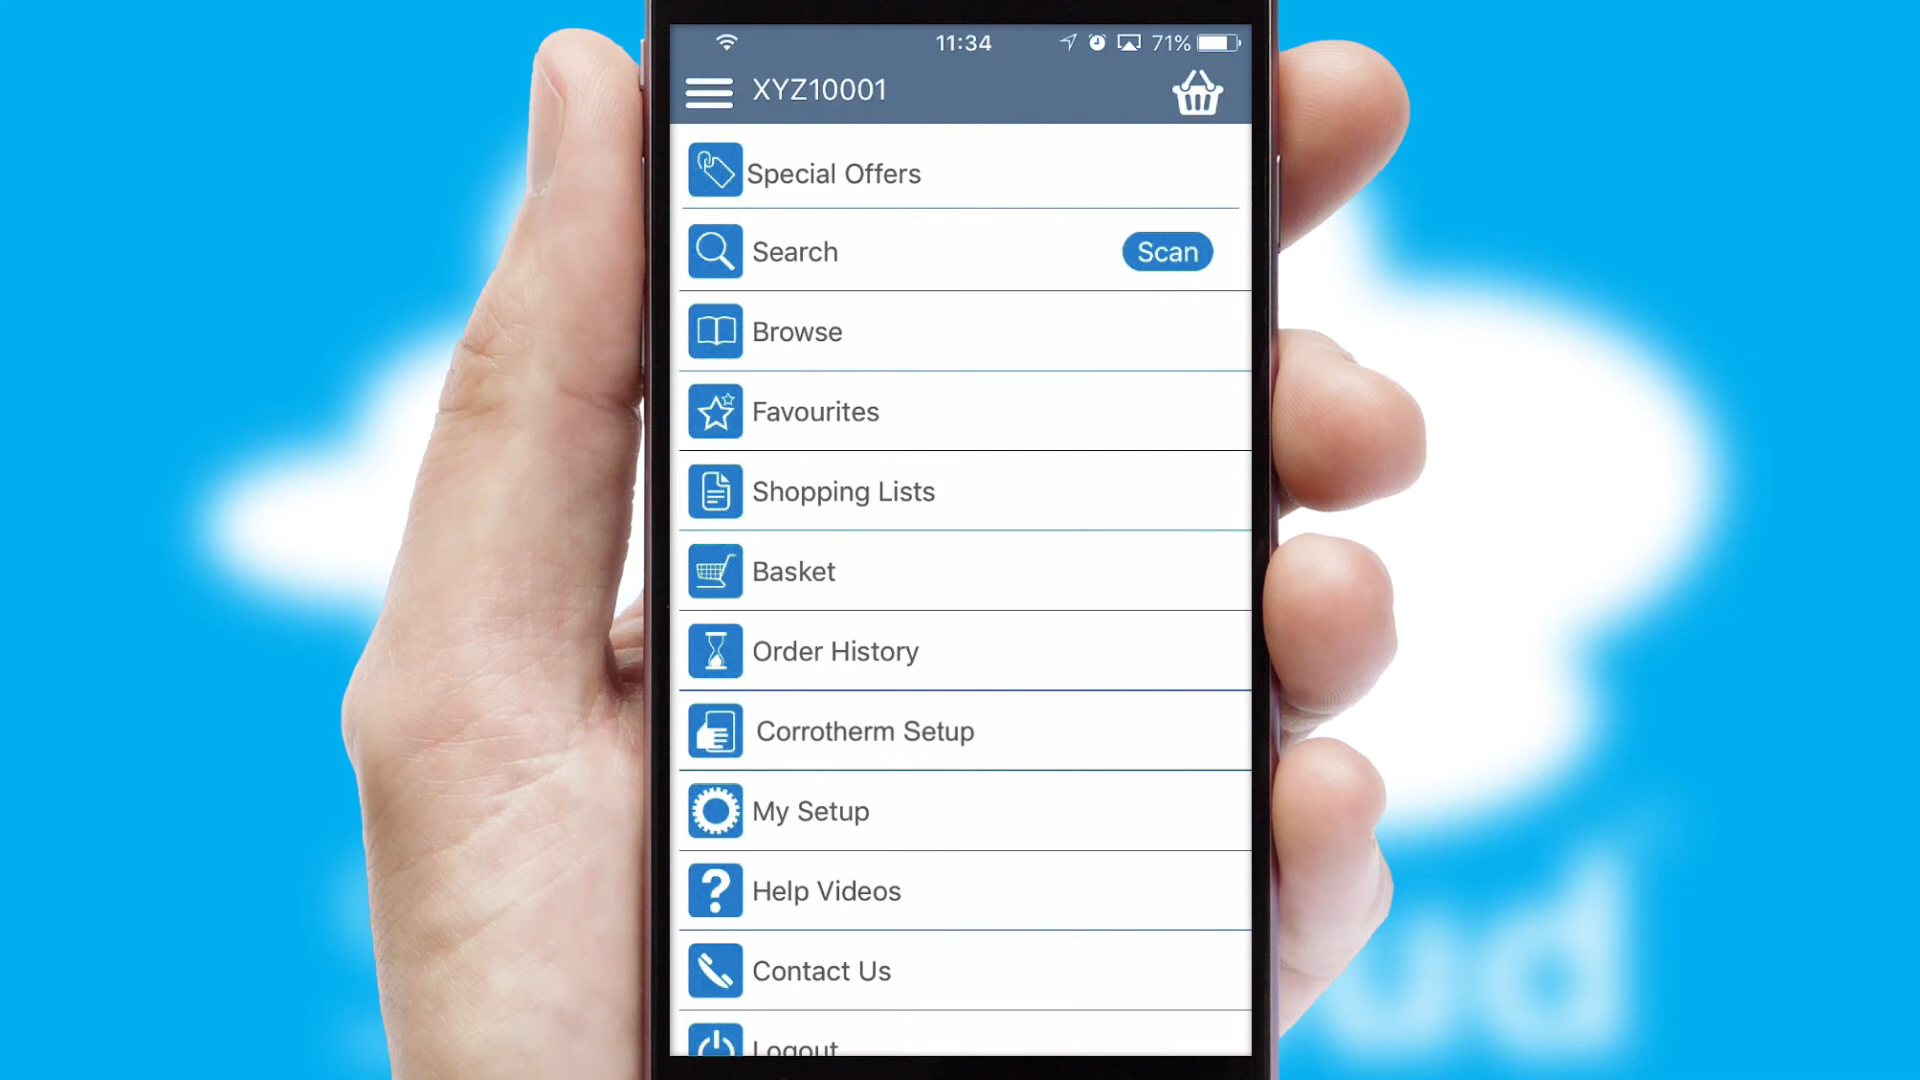 11:34 71%
XYZ10001
Special Offers
Search Scan
Browse
Favourites
Shopping Lists
Basket
Order History
Corrotherm Setup
My Setup
Help Videos
Contact Us
Logout
ud